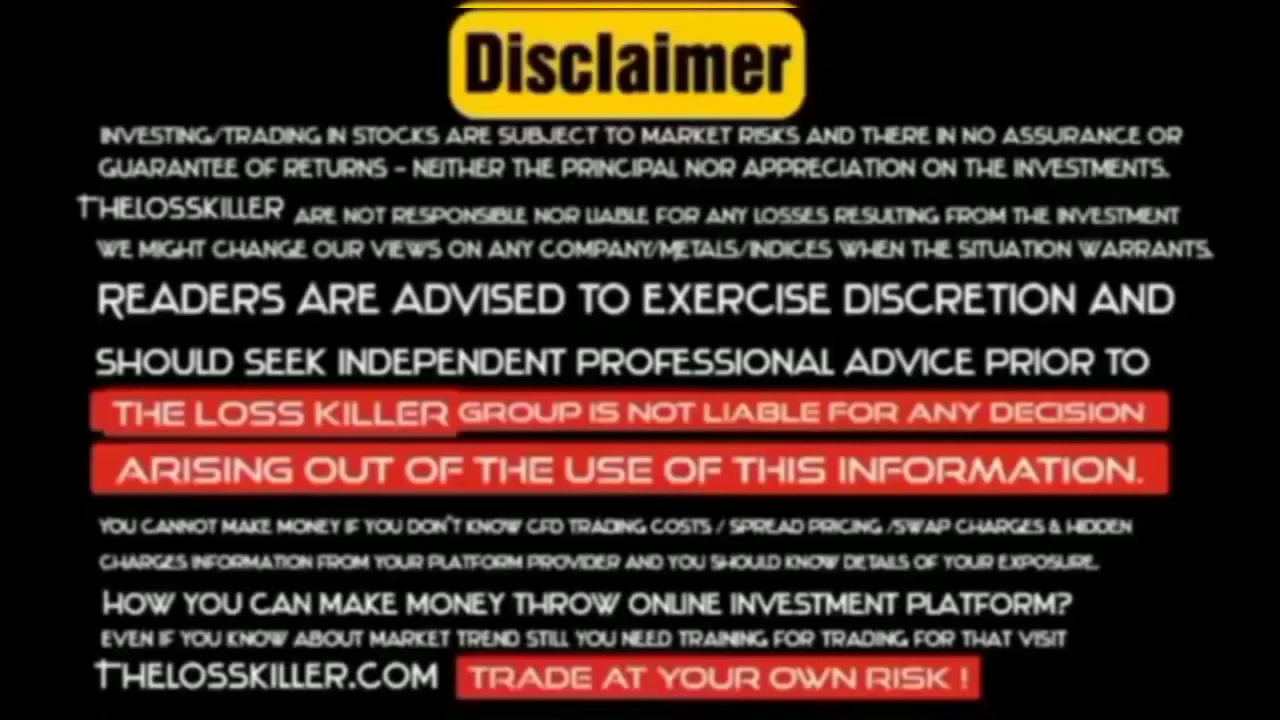 Disclaimer
INVESTING/TRADING IN STOCKS ARE SUBJECT TO MARKET RISKS AND THERE IN NO ASSURANCE OR
GUARANTEE OF RETURNS - NEITHER THE PRINCIPAL NOR APPRECIATION ON THE INVESTMENTS.
THELOSSKILLER ARE NOT RESPONSIBLE NOR LIABLE FOR ANY LOSSES RESULTING FROM THE INVESTMENT
WE MIGHT CHANGE OUR VIEWS ON ANY COMPANY/METALS/INDICES WHEN THE SITUATION WARRANTS.
READERS ARE ADVISED TO EXERCISE DISCRETION AND
SHOULD SEEK INDEPENDENT PROFESSIONAL ADVICE PRIOR TO
THE LOSS KILLER GROUP IS NOT LIABLE FOR ANY DECISION
ARISING OUT OF THE USE OF THIS INFORMATION.
YOU CANNOT MAKE MONEY IF YOU DON'T KNOW CFD TRADING COSTS / SPREAD PRICING /SWAP CHARGES & HIDDEN
CHARGES INFORMATION FROM YOUR PLATFORM PROVIDER AND YOU SHOULD KNOW DETAILS OF YOUR EXPOSURE.
HOW YOU CAN MAKE MONEY THROW ONLINE INVESTMENT PLATFORM?
EVEN IF YOU KNOW ABOUT MARKET TREND STILL YOU NEED TRAINING FOR TRADING FOR THAT VISIT
THELOSSKILLER.COM TRADE AT YOUR OWN RISK !